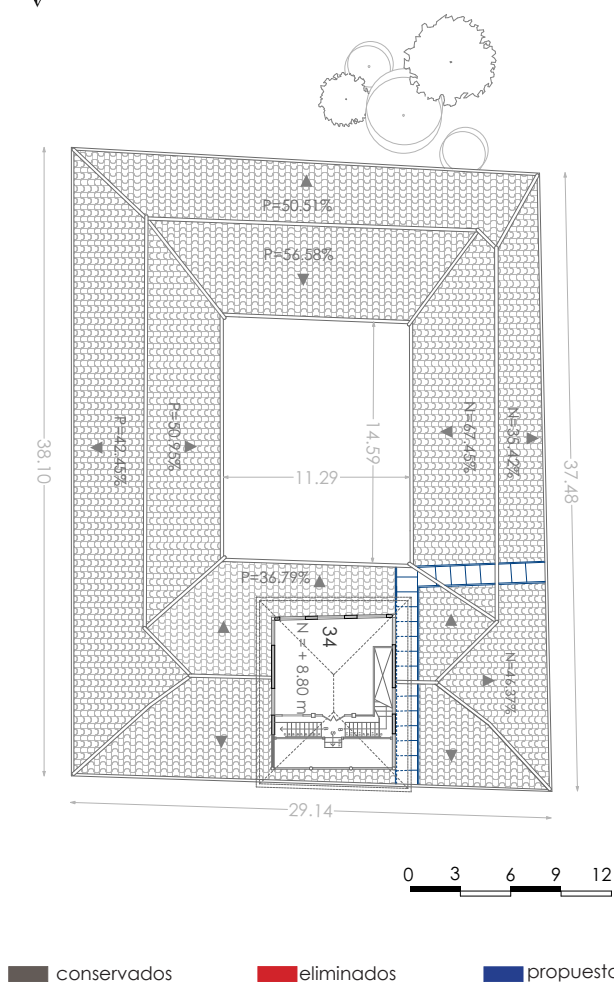 P=50.51%
P=56.58%
P=42.45%
P=50.95%
N=67.45%
N=35.42%
38.10
37.48
14.59
11.29
P=36.79%
34
N = + 8.80 m
N=46.37%
29.14
0 3 6 9 12
conservados eliminados propuesto